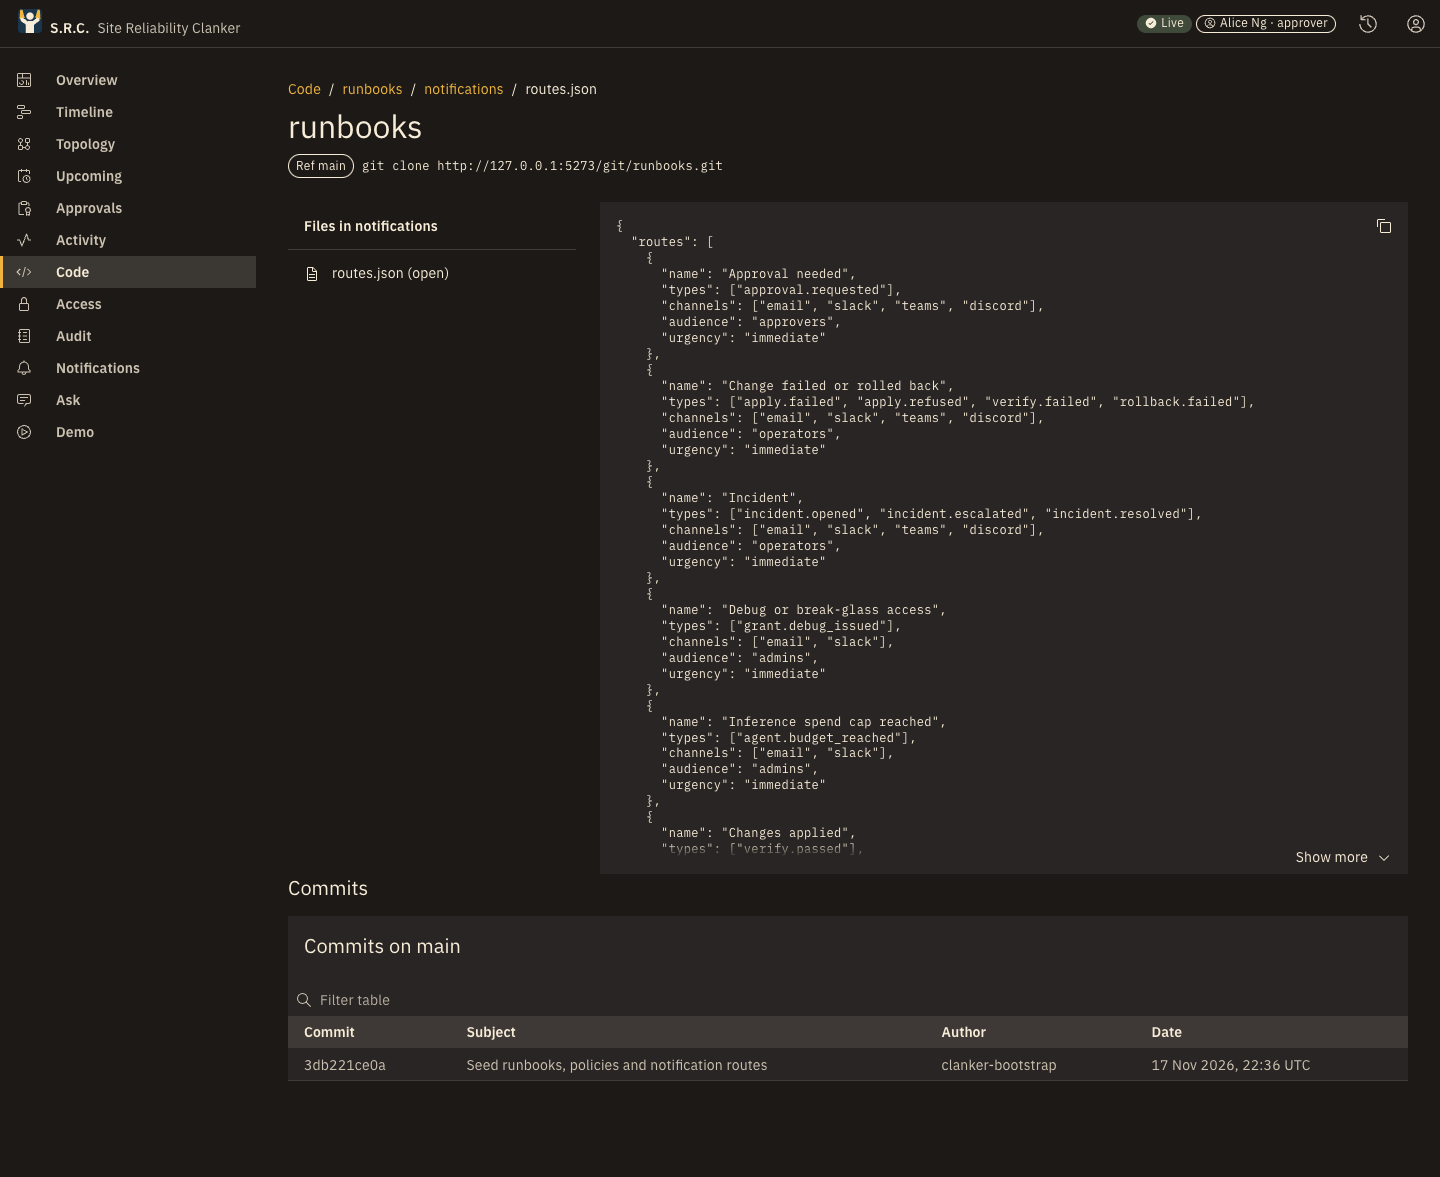 S.R.C. Site Reliability Clanker
Live
Alice Ng · approver
Overview
Timeline
Topology
Upcoming
Approvals
Activity
Code
Access
Audit
Notifications
Ask
Demo
Code / runbooks / notifications / routes.json
runbooks
Ref main git clone http://127.0.0.1:5273/git/runbooks.git
Files in notifications
routes.json (open)
{
  "routes": [
    {
      "name": "Approval needed",
      "types": ["approval.requested"],
      "channels": ["email", "slack", "teams", "discord"],
      "audience": "approvers",
      "urgency": "immediate"
    },
    {
      "name": "Change failed or rolled back",
      "types": ["apply.failed", "apply.refused", "verify.failed", "rollback.failed"],
      "channels": ["email", "slack", "teams", "discord"],
      "audience": "operators",
      "urgency": "immediate"
    },
    {
      "name": "Incident",
      "types": ["incident.opened", "incident.escalated", "incident.resolved"],
      "channels": ["email", "slack", "teams", "discord"],
      "audience": "operators",
      "urgency": "immediate"
    },
    {
      "name": "Debug or break-glass access",
      "types": ["grant.debug_issued"],
      "channels": ["email", "slack"],
      "audience": "admins",
      "urgency": "immediate"
    },
    {
      "name": "Inference spend cap reached",
      "types": ["agent.budget_reached"],
      "channels": ["email", "slack"],
      "audience": "admins",
      "urgency": "immediate"
    },
    {
      "name": "Changes applied",
      "types": ["verify.passed"],
Show more
Commits
Commits on main
Filter table
Commit Subject Author Date
3db221ce0a Seed runbooks, policies and notification routes clanker-bootstrap 17 Nov 2026, 22:36 UTC